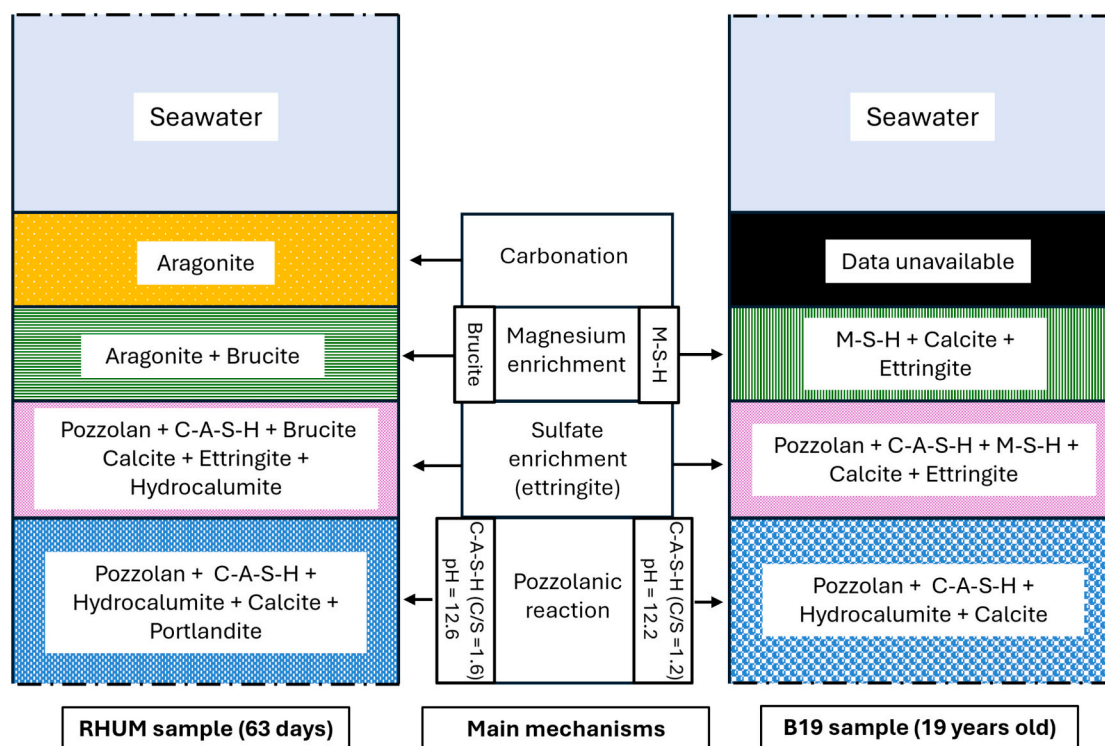 Seawater
Aragonite
Aragonite + Brucite
Pozzolan + C-A-S-H + Brucite
Calcite + Ettringite +
Hydrocalumite
Pozzolan + C-A-S-H +
Hydrocalumite + Calcite +
Portlandite
RHUM sample (63 days)
Carbonation
Brucite
Magnesium
enrichment
M-S-H
Sulfate
enrichment
(ettringite)
C-A-S-H (C/S =1.6)
pH = 12.6
Pozzolanic
reaction
C-A-S-H (C/S =1.2)
pH = 12.2
Main mechanisms
Seawater
Data unavailable
M-S-H + Calcite +
Ettringite
Pozzolan + C-A-S-H + M-S-H +
Calcite + Ettringite
Pozzolan + C-A-S-H +
Hydrocalumite + Calcite
B19 sample (19 years old)